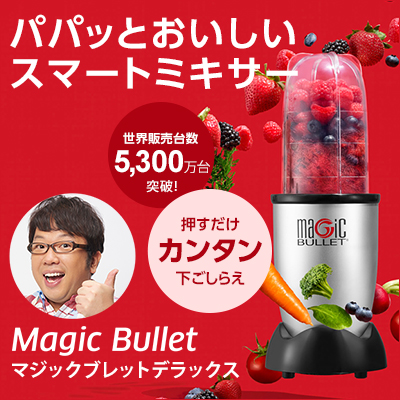 パパッとおいしい
スマートミキサー
世界販売台数
5,300万台
突破!
押すだけ
カンタン
下ごしらえ
magic
BULLET
Magic Bullet
マジックブレットデラックス